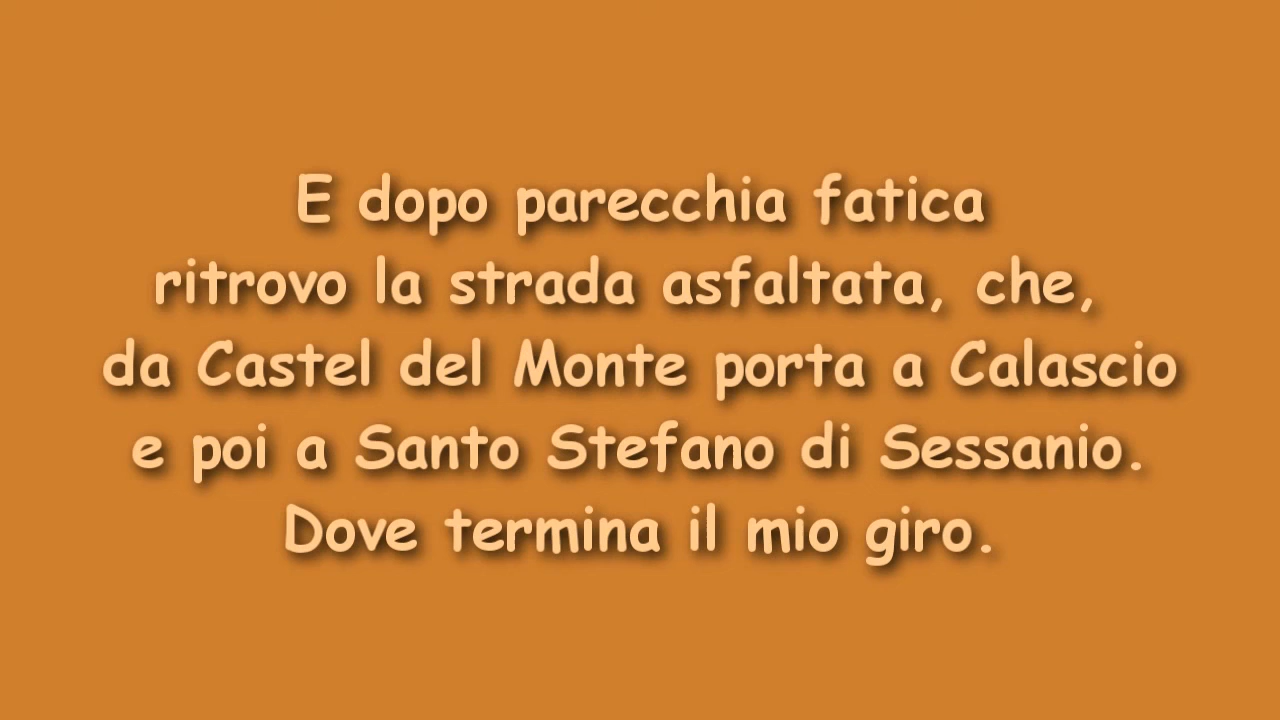 E dopo parecchia fatica
ritrovo la strada asfaltata, che,
da Castel del Monte porta a Calascio
e poi a Santo Stefano di Sessanio.
Dove termina il mio giro.